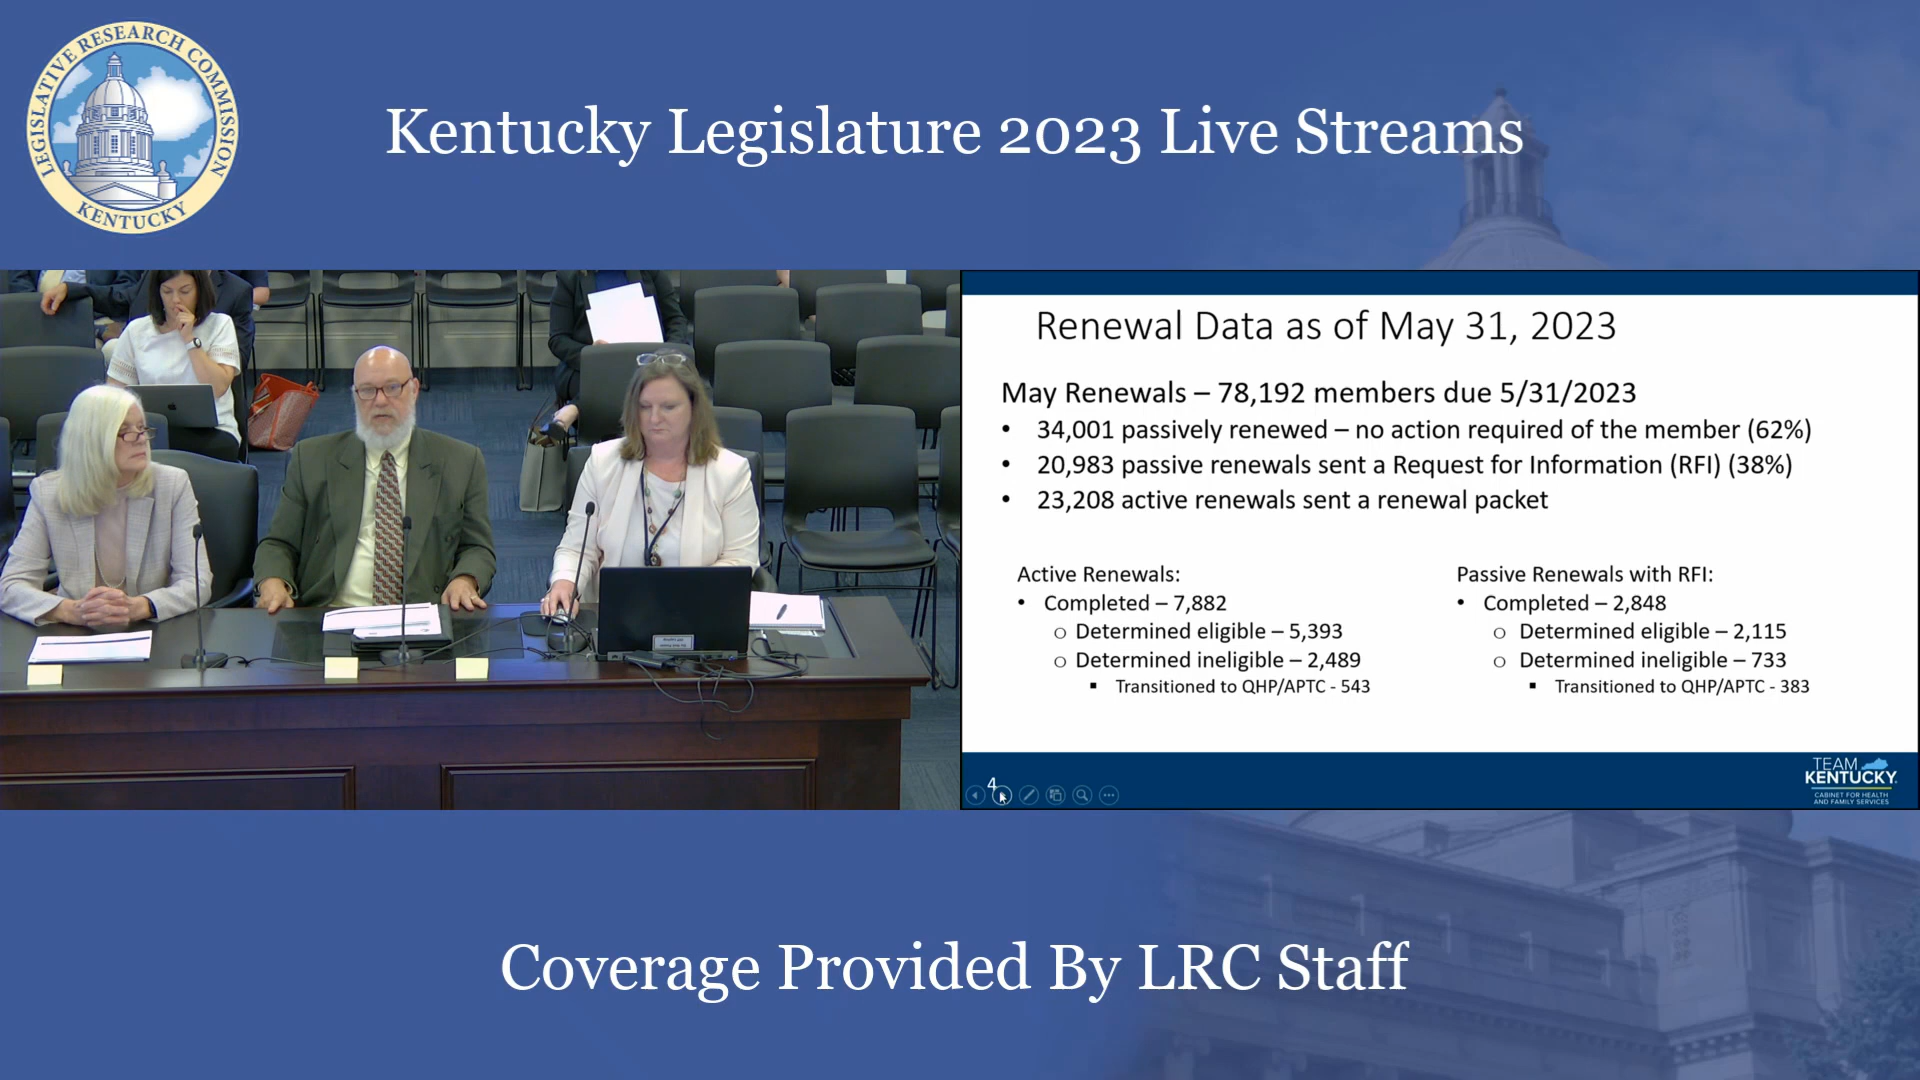 LEGISLATIVE RESEARCH COMMISSION
KENTUCKY
Kentucky Legislature 2023 Live Streams
Renewal Data as of May 31, 2023
May Renewals – 78,192 members due 5/31/2023
• 34,001 passively renewed – no action required of the member (62%)
• 20,983 passive renewals sent a Request for Information (RFI) (38%)
• 23,208 active renewals sent a renewal packet
Active Renewals:
• Completed – 7,882
o Determined eligible – 5,393
o Determined ineligible – 2,489
▪ Transitioned to QHP/APTC - 543
Passive Renewals with RFI:
• Completed – 2,848
o Determined eligible – 2,115
o Determined ineligible – 733
▪ Transitioned to QHP/APTC - 383
4
TEAM
KENTUCKY
CABINET FOR HEALTH
AND FAMILY SERVICES
Coverage Provided By LRC Staff